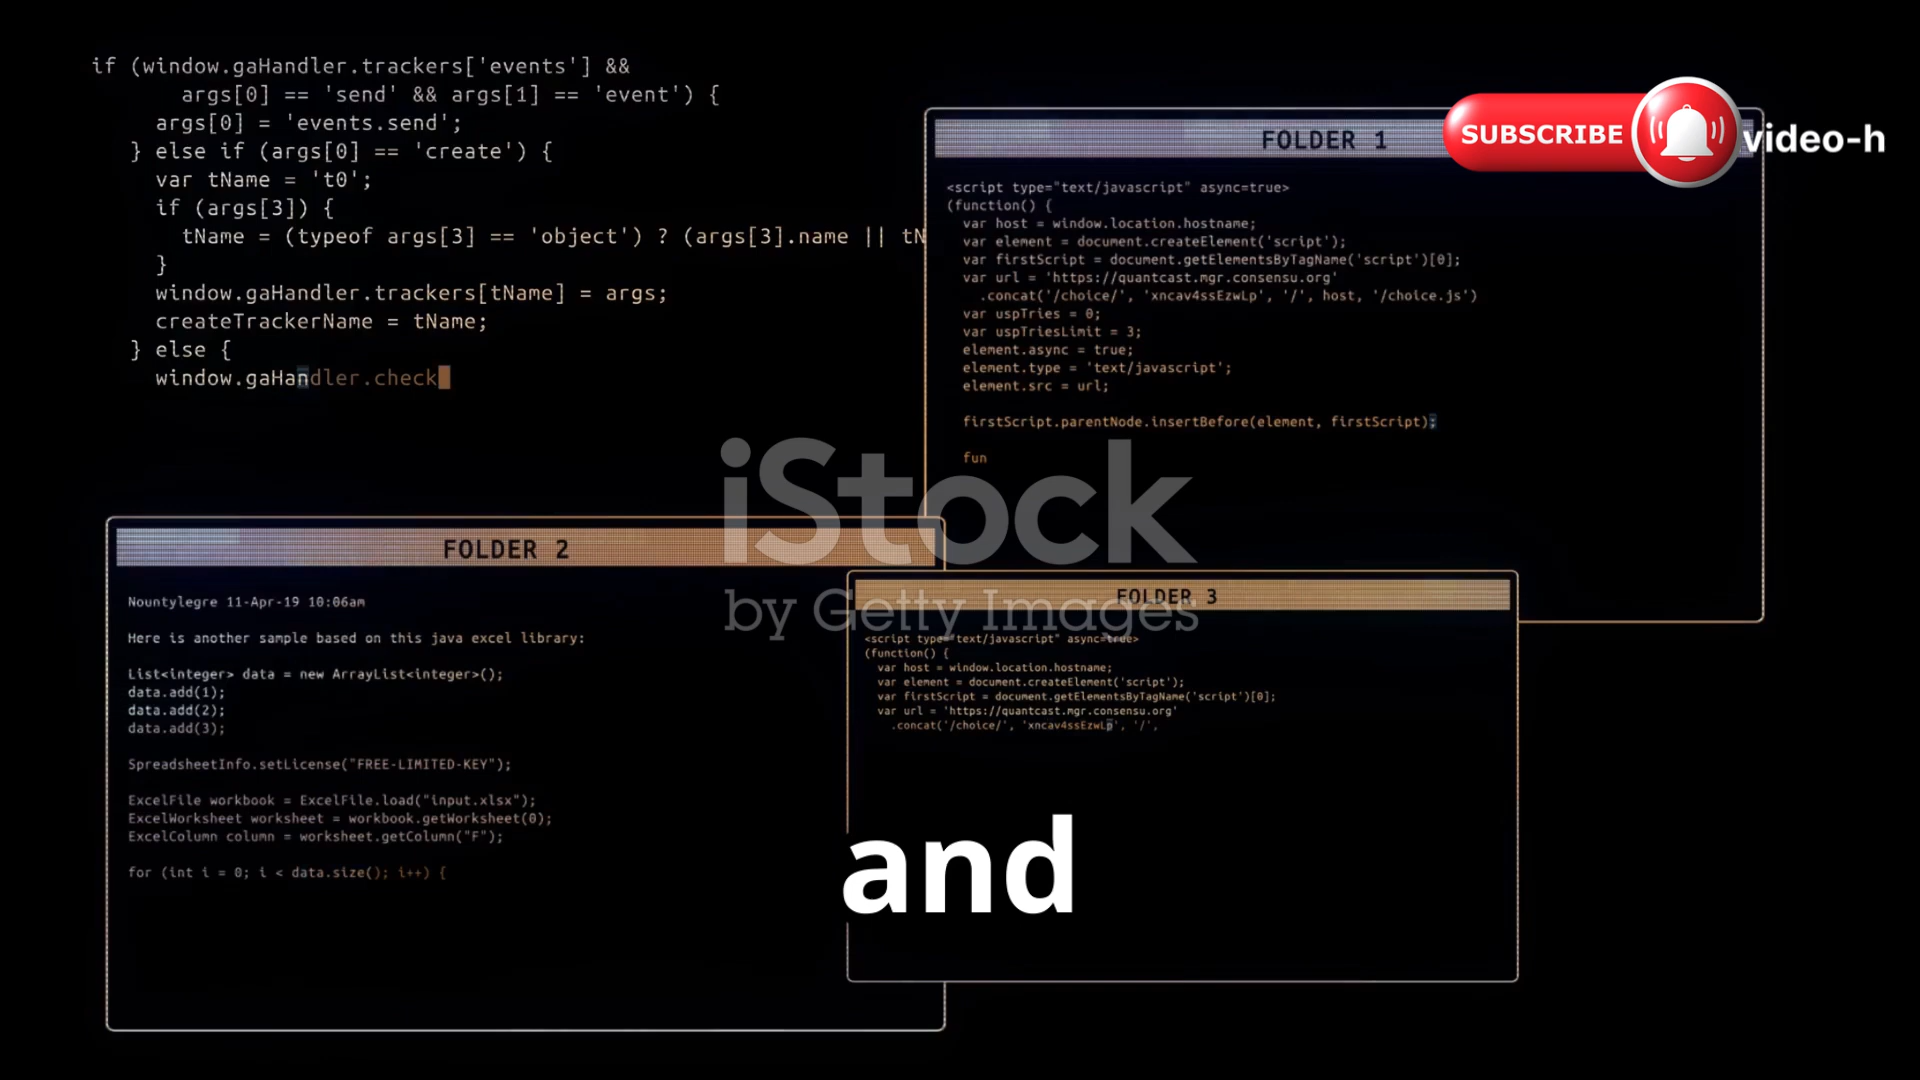 if (window.gaHandler.trackers['events'] &&
args[0] == 'send' && args[1] == 'event') {
args[0] = 'events.send';
} else if (args[0] == 'create') {
var tName = 't0';
if (args[3]) {
tName = (typeof args[3] == 'object') ? (args[3].name || tN
}
window.gaHandler.trackers[tName] = args;
createTrackerName = tName;
} else {
window.gaHandler.check
SUBSCRIBE
video-h
FOLDER 1
<script type="text/javascript" async=true>
(function() {
var host = window.location.hostname;
var element = document.createElement('script');
var firstScript = document.getElementsByTagName('script')[0];
var url = 'https://quantcast.mgr.consensu.org'
.concat('/choice/', 'xncav4ssEzwLp', '/', host, '/choice.js')
var uspTries = 0;
var uspTriesLimit = 3;
element.async = true;
element.type = 'text/javascript';
element.src = url;
firstScript.parentNode.insertBefore(element, firstScript);
fun
iStock
by Getty Images
FOLDER 2
Nountylegre 11-Apr-19 10:06am
Here is another sample based on this java excel library:
List<integer> data = new ArrayList<integer>();
data.add(1);
data.add(2);
data.add(3);
SpreadsheetInfo.setLicense("FREE-LIMITED-KEY");
ExcelFile workbook = ExcelFile.load("input.xlsx");
ExcelWorksheet worksheet = workbook.getWorksheet(0);
ExcelColumn column = worksheet.getColumn("F");
for (int i = 0; i < data.size(); i++) {
FOLDER 3
<script type="text/javascript" async=true>
(function() {
var host = window.location.hostname;
var element = document.createElement('script');
var firstScript = document.getElementsByTagName('script')[0];
var url = 'https://quantcast.mgr.consensu.org'
.concat('/choice/', 'xncav4ssEzwLp', '/',
and